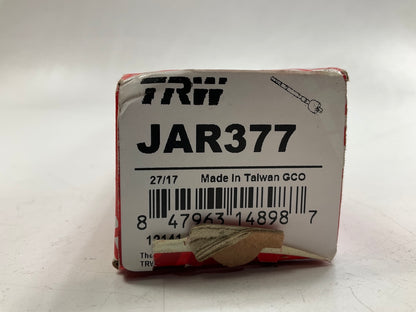 TRW
JAR377
27/17 Made in Taiwan GCO
8 47963 14898 7